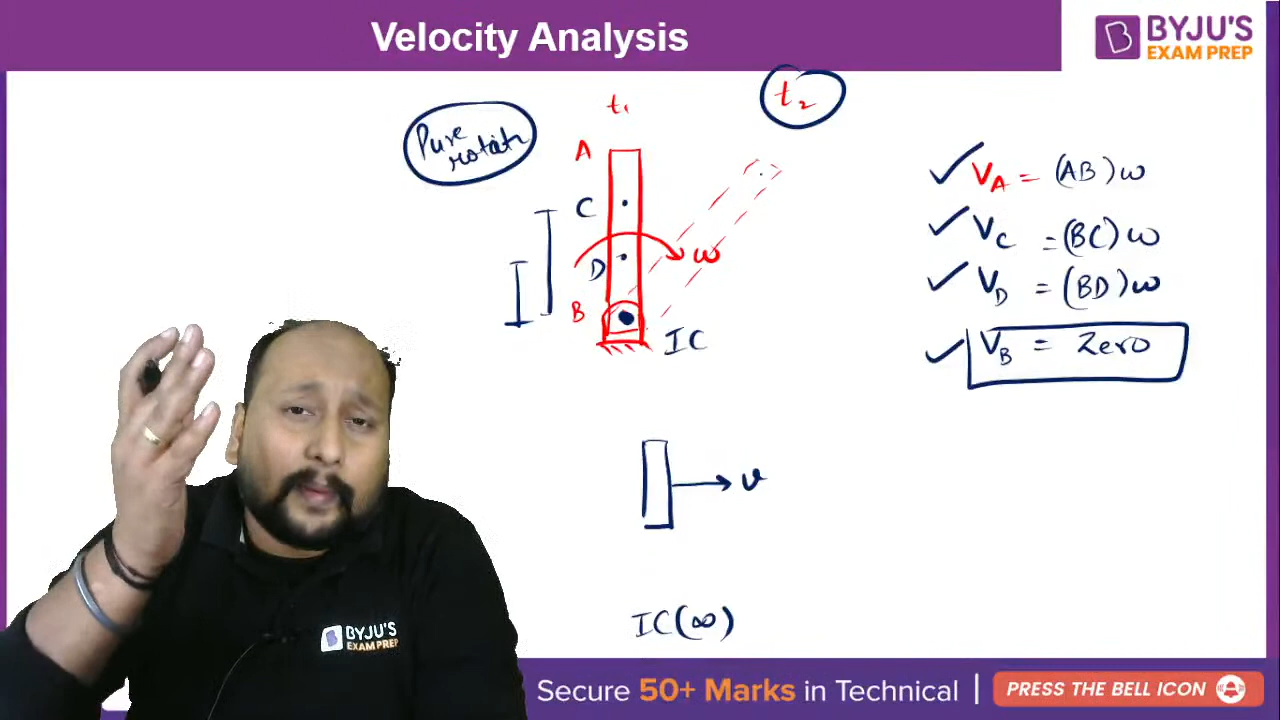 Velocity Analysis
BYJU'S
EXAM PREP
Pure
rotatn
t₁
t₂
A
C
D
B
ω
IC
V_A = (AB)ω
V_C = (BC)ω
V_D = (BD)ω
V_B = Zero
v
IC(∞)
BYJU'S
EXAM PREP
Secure 50+ Marks in Technical
PRESS THE BELL ICON